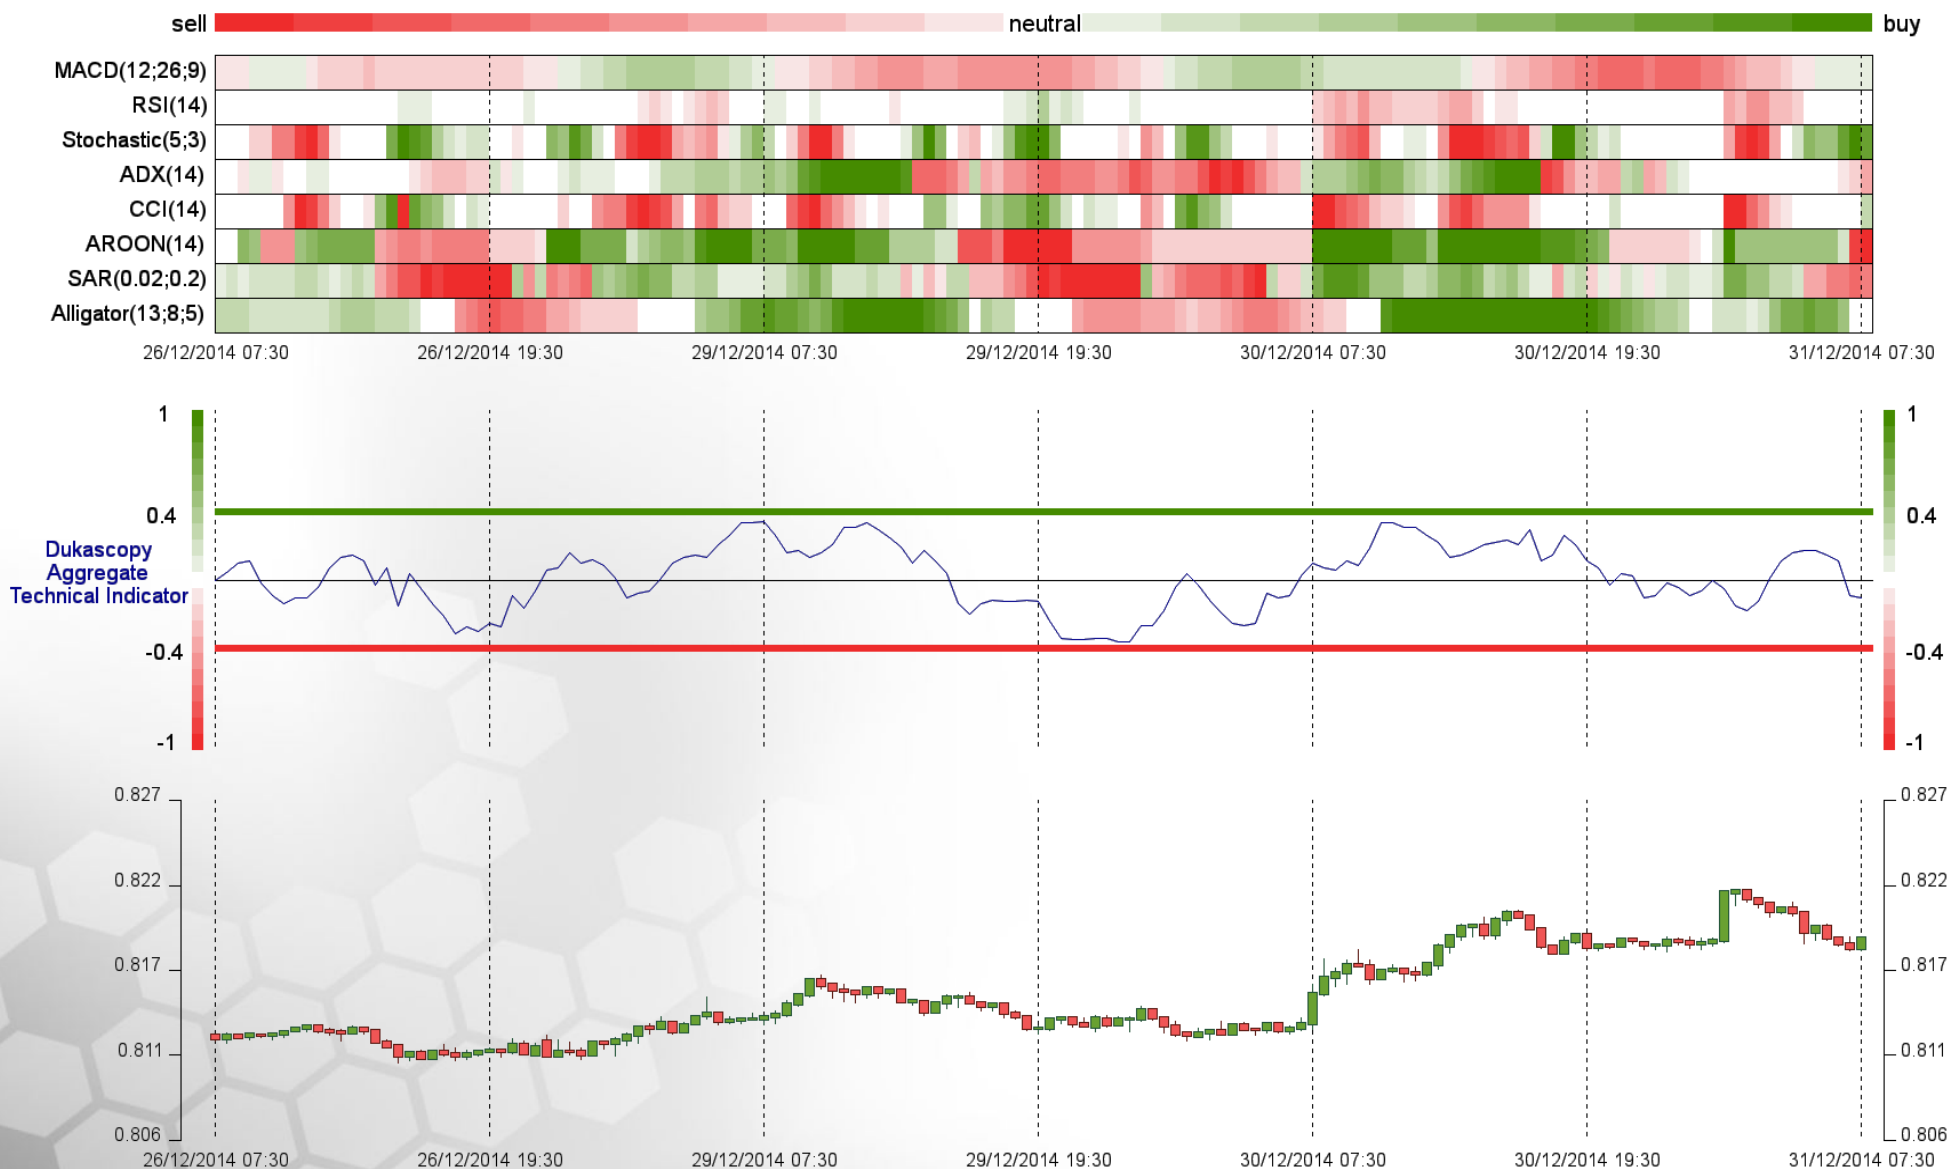 sell neutral buy
MACD(12;26;9)
RSI(14)
Stochastic(5;3)
ADX(14)
CCI(14)
AROON(14)
SAR(0.02;0.2)
Alligator(13;8;5)
26/12/2014 07:30 26/12/2014 19:30 29/12/2014 07:30 29/12/2014 19:30 30/12/2014 07:30 30/12/2014 19:30 31/12/2014 07:30
1 1
0.4 0.4
Dukascopy
Aggregate
Technical Indicator
-0.4 -0.4
-1 -1
0.827 0.827
0.822 0.822
0.817 0.817
0.811 0.811
0.806 0.806
26/12/2014 07:30 26/12/2014 19:30 29/12/2014 07:30 29/12/2014 19:30 30/12/2014 07:30 30/12/2014 19:30 31/12/2014 07:30